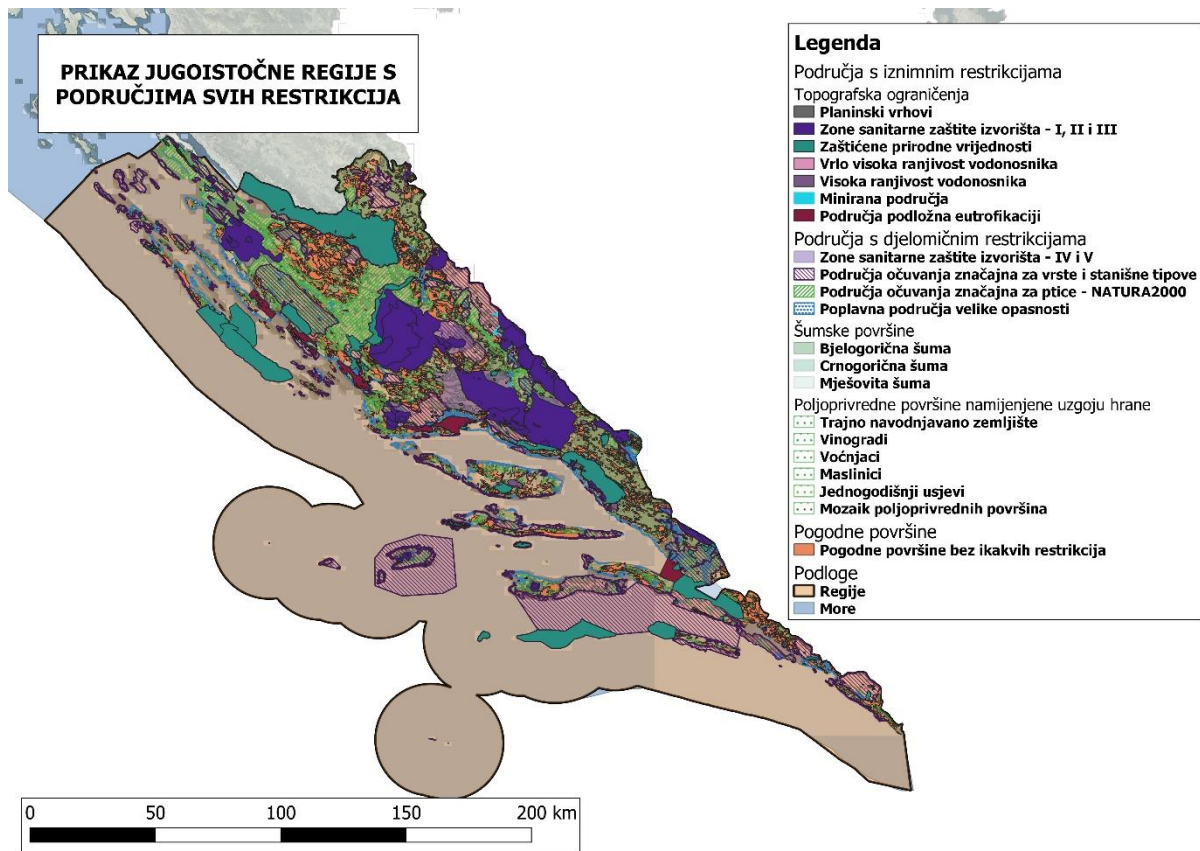 PRIKAZ JUGOISTOČNE REGIJE S
PODRUČJIMA SVIH RESTRIKCIJA
Legenda
Područja s iznimnim restrikcijama
Topografska ograničenja
Planinski vrhovi
Zone sanitarne zaštite izvorišta - I, II i III
Zaštićene prirodne vrijednosti
Vrlo visoka ranjivost vodonosnika
Visoka ranjivost vodonosnika
Minirana područja
Područja podložna eutrofikaciji
Područja s djelomičnim restrikcijama
Zone sanitarne zaštite izvorišta - IV i V
Područja očuvanja značajna za vrste i stanišne tipove
Područja očuvanja značajna za ptice - NATURA2000
Poplavna područja velike opasnosti
Šumske površine
Bjelogorična šuma
Crnogorična šuma
Mješovita šuma
Poljoprivredne površine namijenjene uzgoju hrane
Trajno navodnjavano zemljište
Vinogradi
Voćnjaci
Maslinici
Jednogodišnji usjevi
Mozaik poljoprivrednih površina
Pogodne površine
Pogodne površine bez ikakvih restrikcija
Podloge
Regije
More
0 50 100 150 200 km